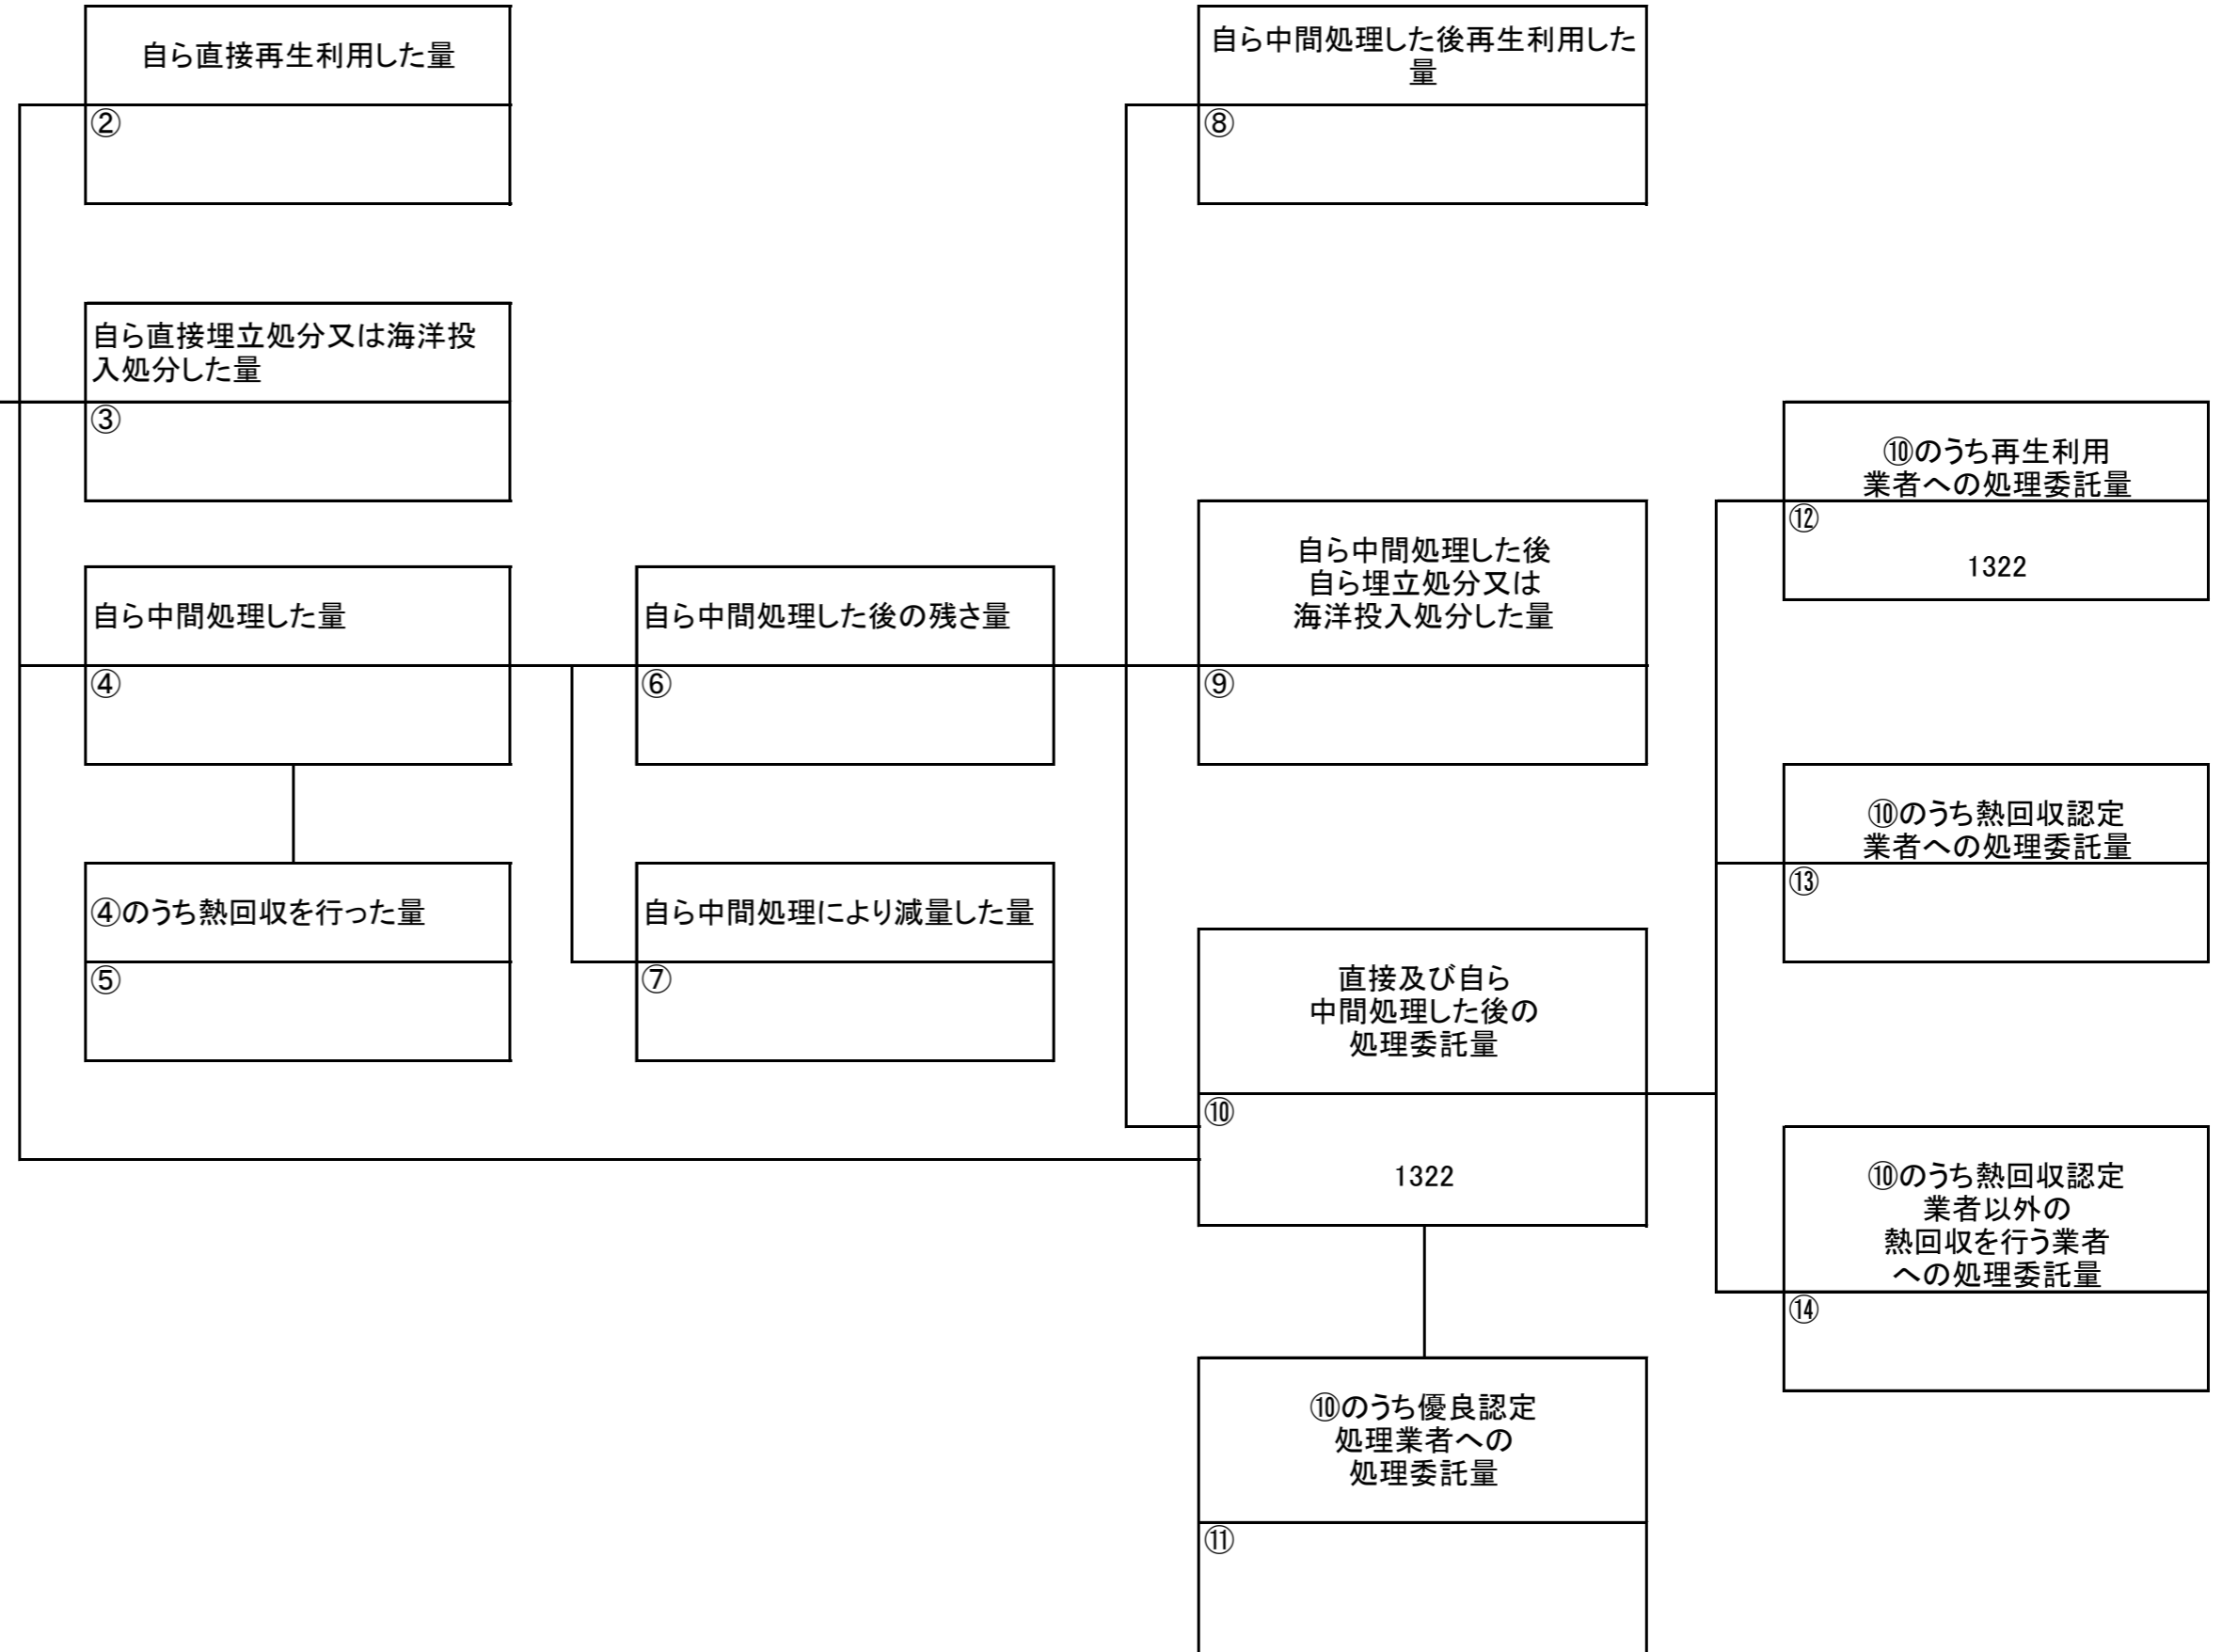 自ら直接再生利用した量
②
自ら直接埋立処分又は海洋投
入処分した量
③
自ら中間処理した量
④
④のうち熱回収を行った量
⑤
自ら中間処理した後の残さ量
⑥
自ら中間処理により減量した量
⑦
自ら中間処理した後再生利用した
量
⑧
自ら中間処理した後
自ら埋立処分又は
海洋投入処分した量
⑨
直接及び自ら
中間処理した後の
処理委託量
⑩
1322
⑩のうち優良認定
処理業者への
処理委託量
⑪
⑩のうち再生利用
業者への処理委託量
⑫
1322
⑩のうち熱回収認定
業者への処理委託量
⑬
⑩のうち熱回収認定
業者以外の
熱回収を行う業者
への処理委託量
⑭